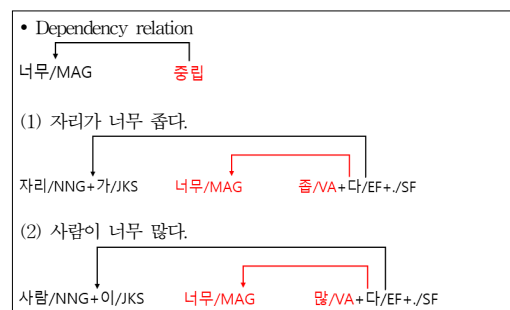 • Dependency relation
너무/MAG 중립
(1) 자리가 너무 좁다.
자리/NNG+가/JKS 너무/MAG 좁/VA+다/EF+./SF
(2) 사람이 너무 많다.
사람/NNG+이/JKS 너무/MAG 많/VA+다/EF+./SF